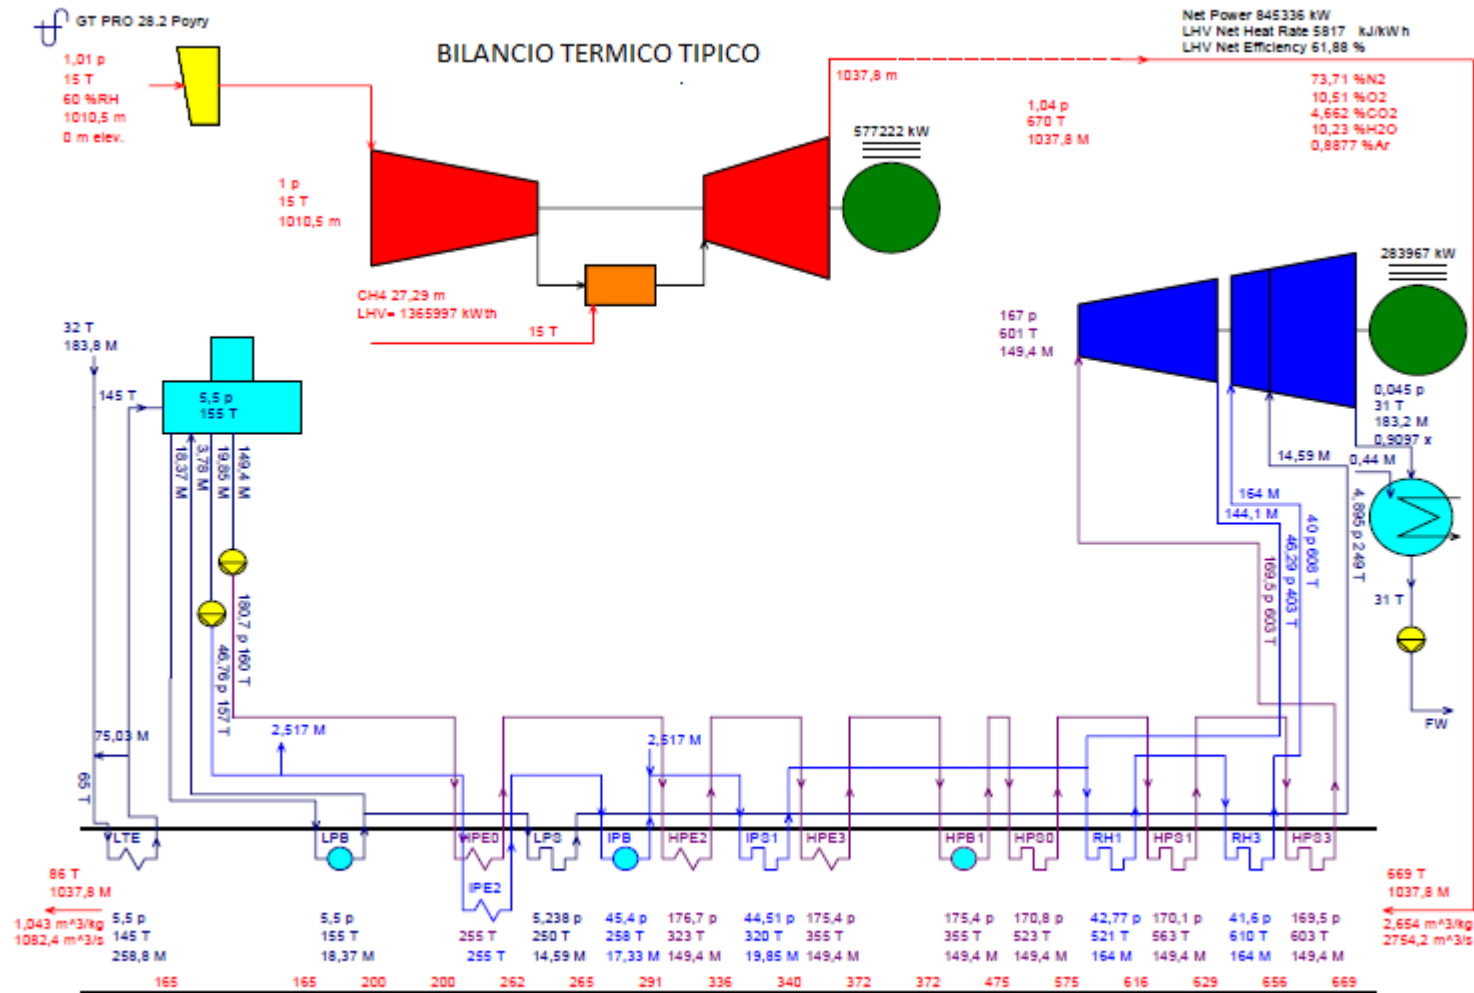 GT PRO 28.2 Poyry
BILANCIO TERMICO TIPICO
Net Power 845336 kW
LHV Net Heat Rate 5817 kJ/kWh
LHV Net Efficiency 61,88 %
1,01 p
15 T
60 %RH
1010,5 m
0 m elev.
1 p
15 T
1010,5 m
CH4 27,29 m
LHV= 1365997 kWth
15 T
577222 kW
1037,8 m
1,04 p
670 T
1037,8 M
73,71 %N2
10,51 %O2
4,662 %CO2
10,23 %H2O
0,8877 %Ar
283967 kW
167 p
601 T
149,4 M
0,045 p
31 T
183,2 M
0,9097 x
14,59 M
0,44 M
164 M
144,1 M
4,895 p 249 T
40 p 608 T
46,29 p 403 T
169,5 p 603 T
31 T
FW
32 T
183,8 M
145 T
5,5 p
155 T
18,37 M
3,78 M
19,85 M
149,4 M
180,7 p 160 T
46,76 p 157 T
75,03 M
65 T
2,517 M
2,517 M
LTE
LPB
HPE0
LPS
IPB
HPE2
IPS1
HPE3
HPB1
HPS0
RH1
HPS1
RH3
HPS3
IPE2
86 T
1037,8 M
1,043 m^3/kg
1082,4 m^3/s
669 T
1037,8 M
2,654 m^3/kg
2754,2 m^3/s
5,5 p
145 T
258,8 M
5,5 p
155 T
18,37 M
255 T
255 T
5,238 p
250 T
14,59 M
45,4 p
258 T
17,33 M
176,7 p
323 T
149,4 M
44,51 p
320 T
19,85 M
175,4 p
355 T
149,4 M
175,4 p
355 T
149,4 M
170,8 p
523 T
149,4 M
42,77 p
521 T
164 M
170,1 p
563 T
149,4 M
41,6 p
610 T
164 M
169,5 p
603 T
149,4 M
165 165 200 200 262 265 291 336 340 372 372 475 575 616 629 656 669